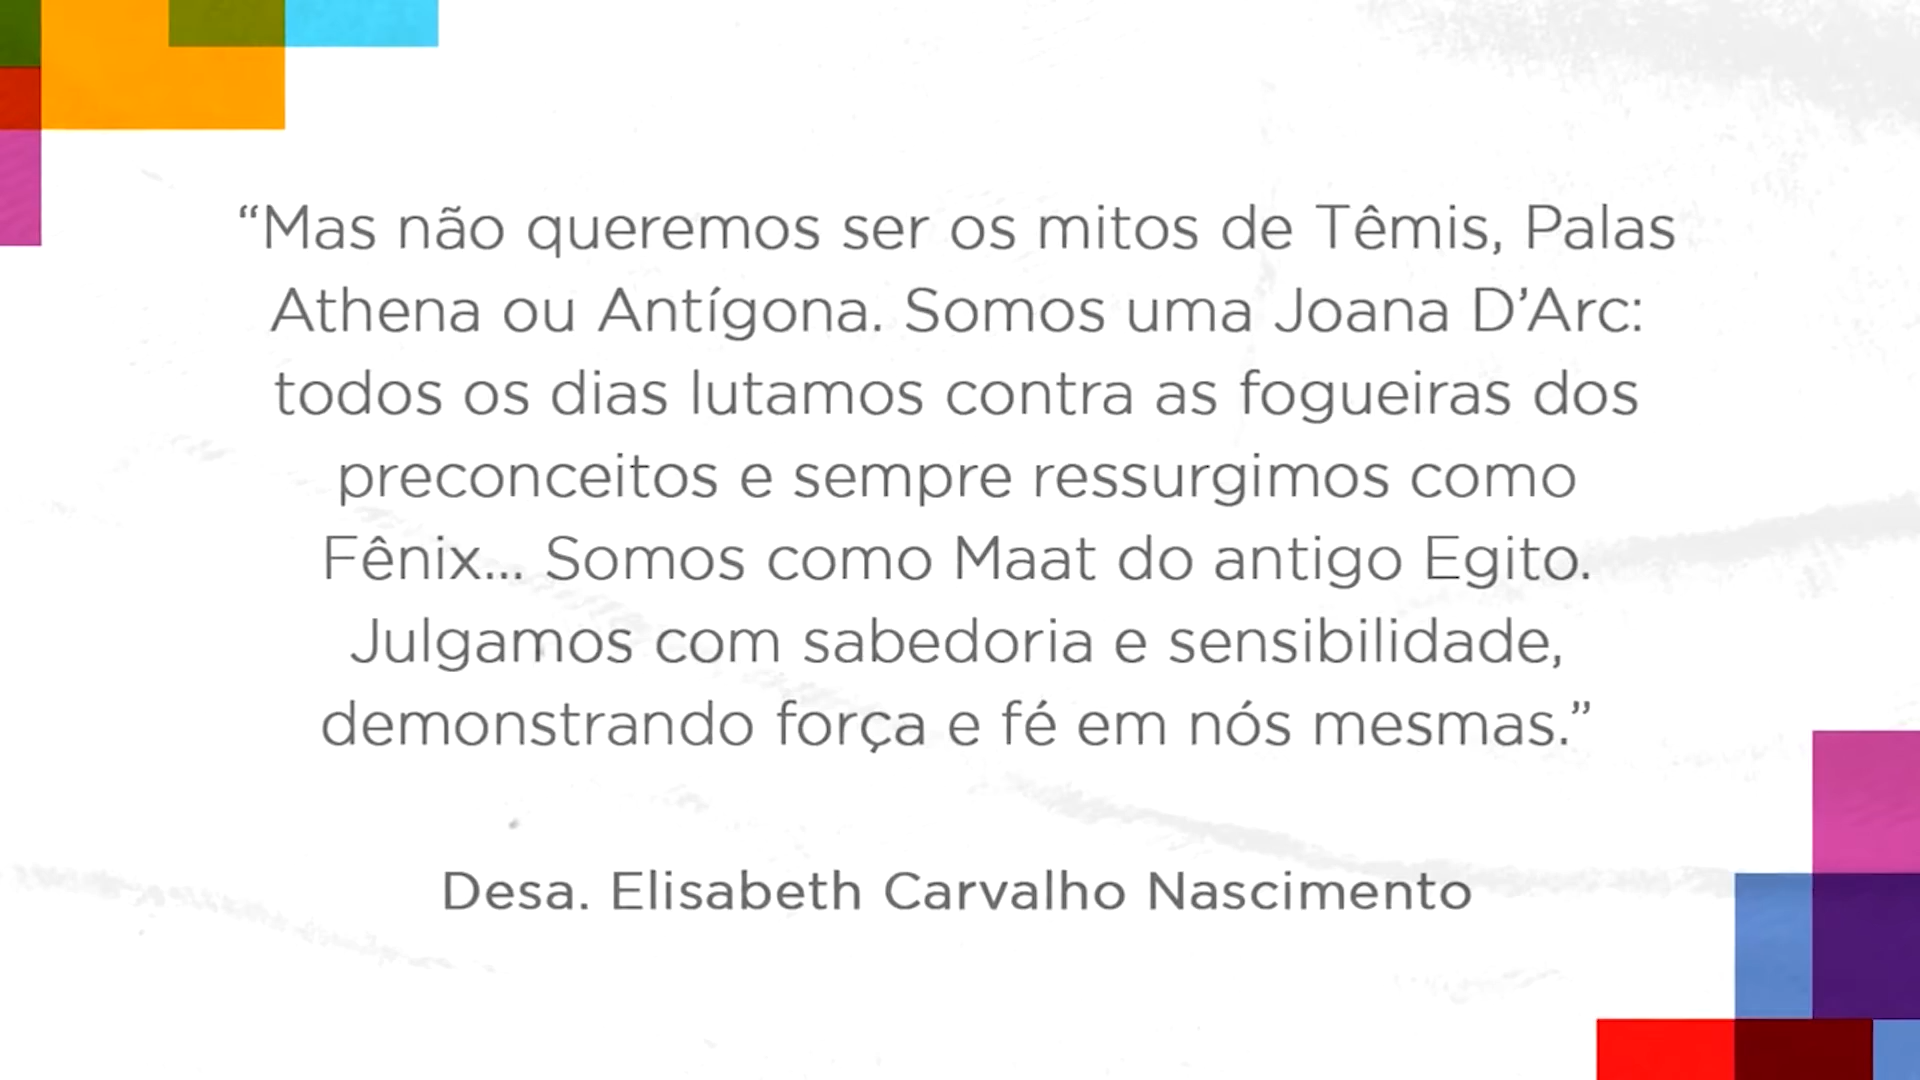 “Mas não queremos ser os mitos de Têmis, Palas
Athena ou Antígona. Somos uma Joana D’Arc:
todos os dias lutamos contra as fogueiras dos
preconceitos e sempre ressurgimos como
Fênix... Somos como Maat do antigo Egito.
Julgamos com sabedoria e sensibilidade,
demonstrando força e fé em nós mesmas.”
Desa. Elisabeth Carvalho Nascimento